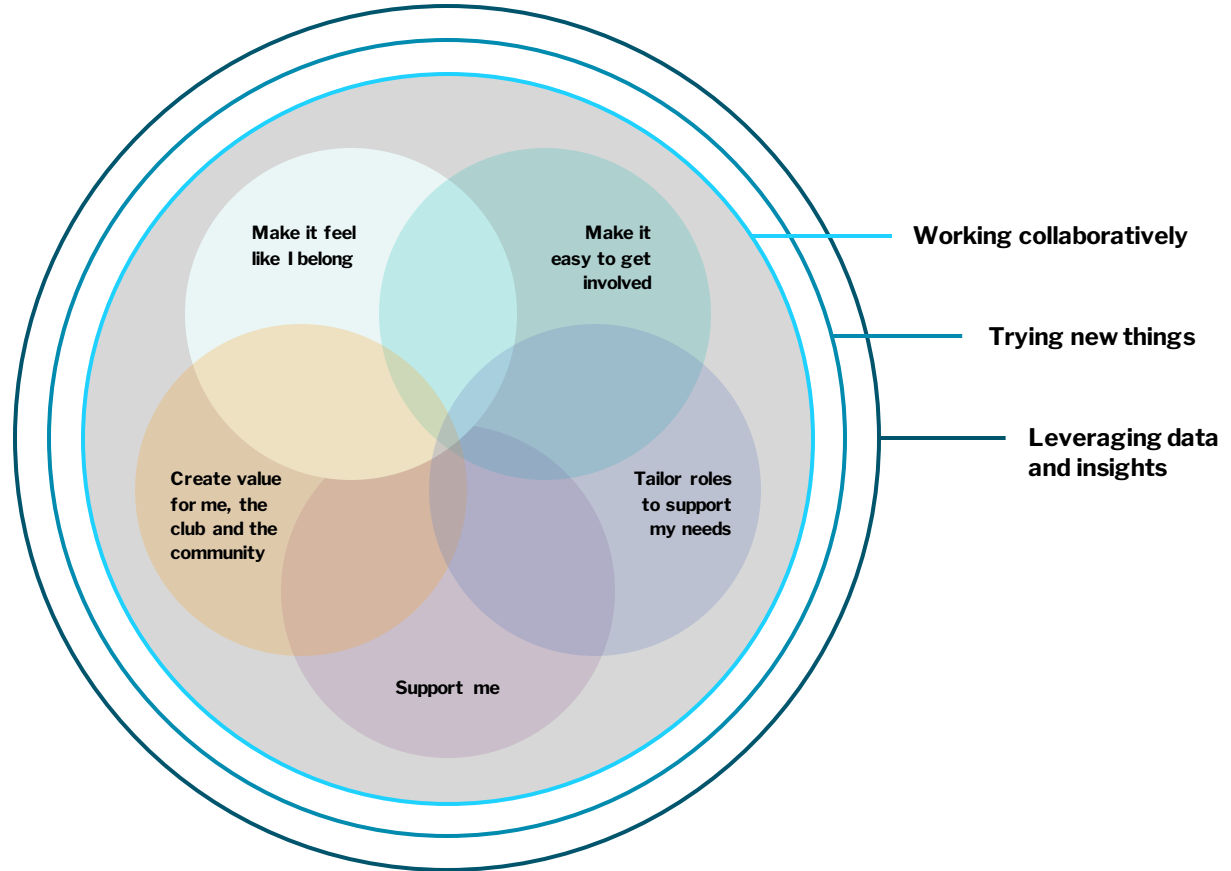 Make it feel
like I belong
Make it
easy to get
involved
Working collaboratively
Trying new things
Leveraging data
and insights
Create value
for me, the
club and the
community
Tailor roles
to support
my needs
Support me